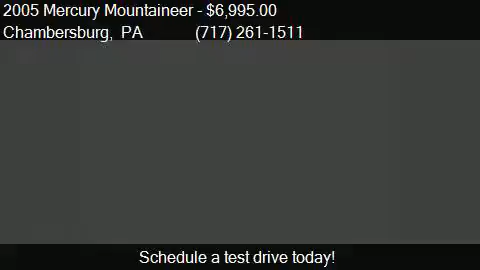 2005 Mercury Mountaineer - $6,995.00
Chambersburg, PA (717) 261-1511
Schedule a test drive today!